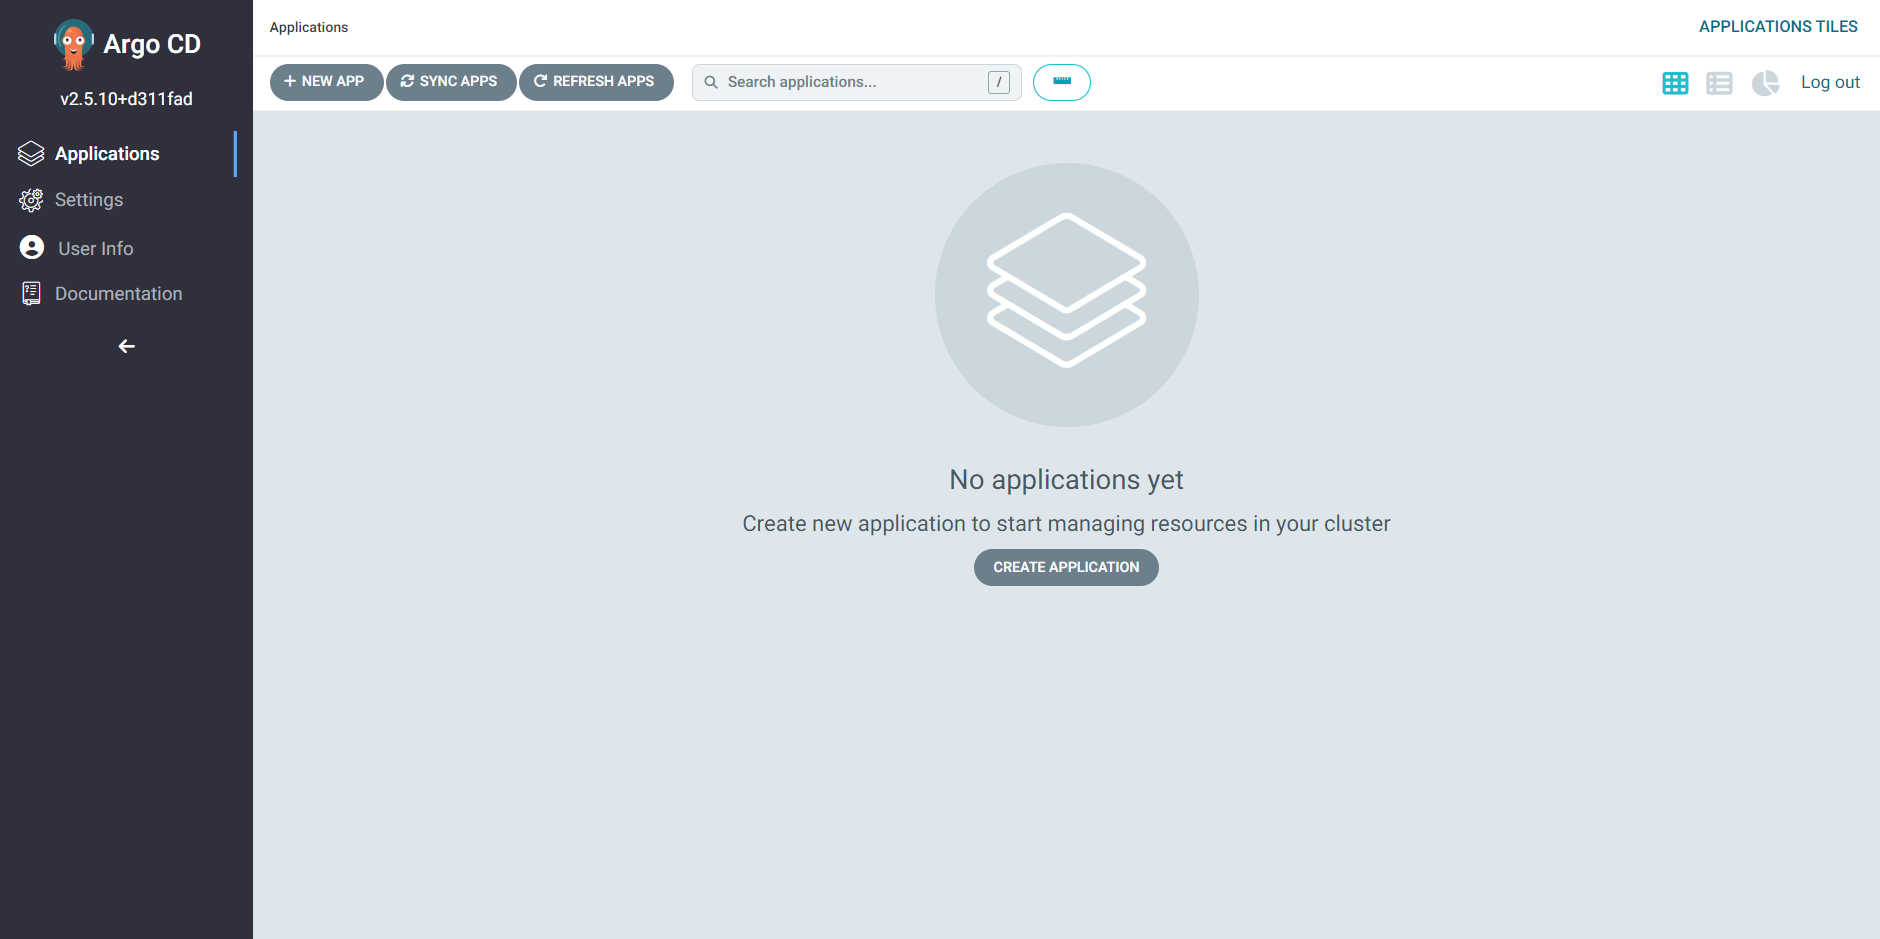 Argo CD
v2.5.10+d311fad
Applications
Settings
User Info
Documentation
Applications
APPLICATIONS TILES
+ NEW APP
SYNC APPS
REFRESH APPS
Search applications...
/
Log out
No applications yet
Create new application to start managing resources in your cluster
CREATE APPLICATION